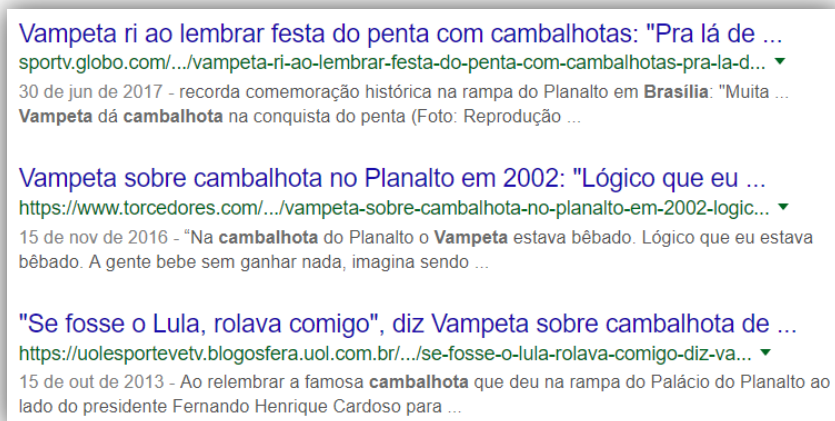 Vampeta ri ao lembrar festa do penta com cambalhotas: "Pra lá de ...
sportv.globo.com/.../vampeta-ri-ao-lembrar-festa-do-penta-com-cambalhotas-pra-la-d...
30 de jun de 2017 - recorda comemoração histórica na rampa do Planalto em Brasília: "Muita ...
Vampeta dá cambalhota na conquista do penta (Foto: Reprodução ...
Vampeta sobre cambalhota no Planalto em 2002: "Lógico que eu ...
https://www.torcedores.com/.../vampeta-sobre-cambalhota-no-planalto-em-2002-logic...
15 de nov de 2016 - “Na cambalhota do Planalto o Vampeta estava bêbado. Lógico que eu estava
bêbado. A gente bebe sem ganhar nada, imagina sendo ...
"Se fosse o Lula, rolava comigo", diz Vampeta sobre cambalhota de ...
https://uolesportevetv.blogosfera.uol.com.br/.../se-fosse-o-lula-rolava-comigo-diz-va...
15 de out de 2013 - Ao relembrar a famosa cambalhota que deu na rampa do Palácio do Planalto ao
lado do presidente Fernando Henrique Cardoso para ...